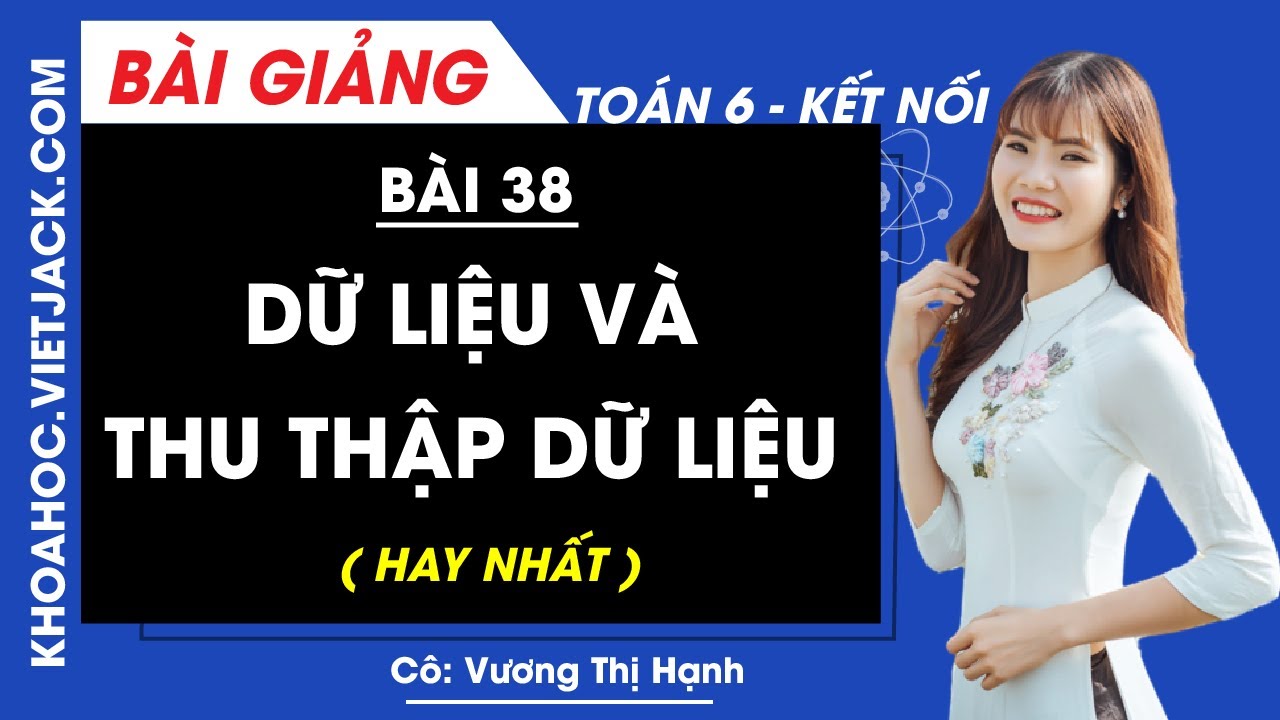 BÀI GIẢNG
TOÁN 6 - KẾT NỐI
KHOAHOC.VIETJACK.COM
BÀI 38
DỮ LIỆU VÀ
THU THẬP DỮ LIỆU
( HAY NHẤT )
Cô: Vương Thị Hạnh